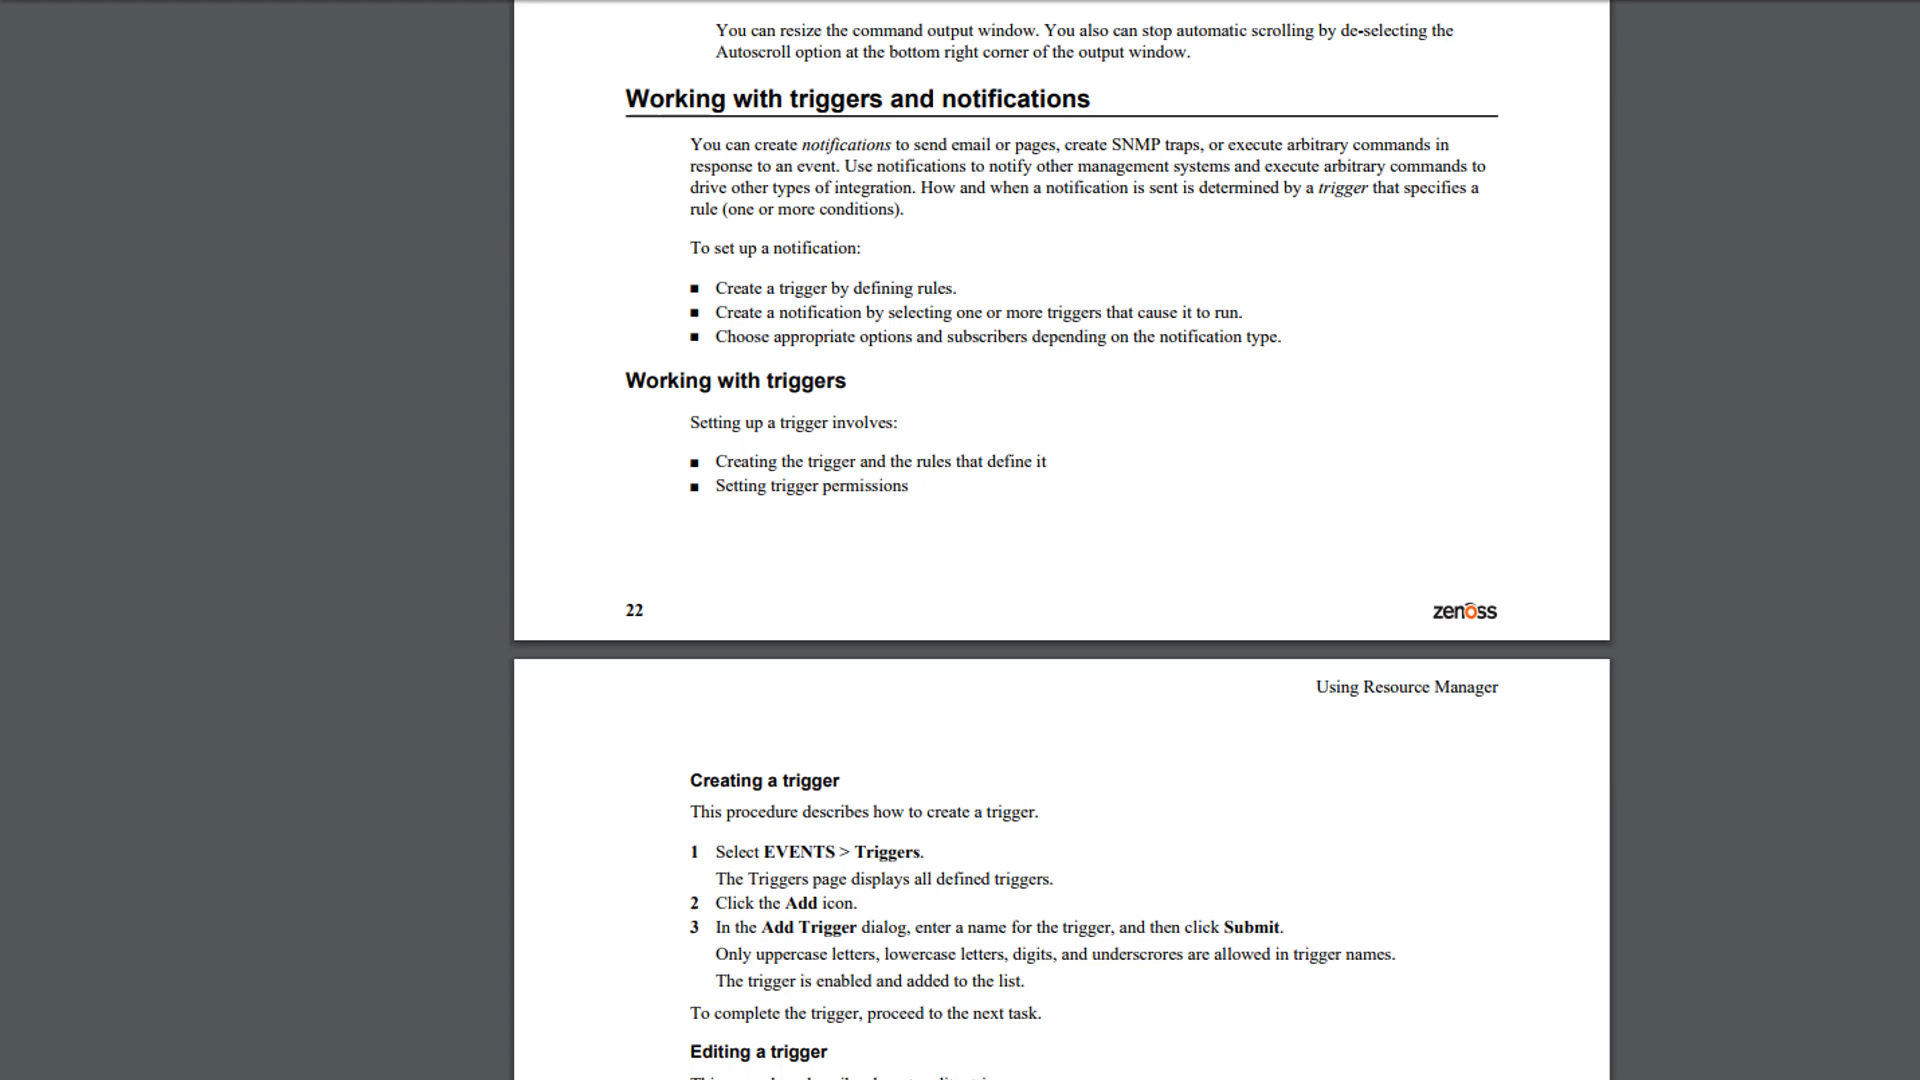 You can resize the command output window. You also can stop automatic scrolling by de-selecting the
Autoscroll option at the bottom right corner of the output window.
Working with triggers and notifications
You can create notifications to send email or pages, create SNMP traps, or execute arbitrary commands in
response to an event. Use notifications to notify other management systems and execute arbitrary commands to
drive other types of integration. How and when a notification is sent is determined by a trigger that specifies a
rule (one or more conditions).
To set up a notification:
■ Create a trigger by defining rules.
■ Create a notification by selecting one or more triggers that cause it to run.
■ Choose appropriate options and subscribers depending on the notification type.
Working with triggers
Setting up a trigger involves:
■ Creating the trigger and the rules that define it
■ Setting trigger permissions
22
zenoss
Using Resource Manager
Creating a trigger
This procedure describes how to create a trigger.
1 Select EVENTS > Triggers.
The Triggers page displays all defined triggers.
2 Click the Add icon.
3 In the Add Trigger dialog, enter a name for the trigger, and then click Submit.
Only uppercase letters, lowercase letters, digits, and underscrores are allowed in trigger names.
The trigger is enabled and added to the list.
To complete the trigger, proceed to the next task.
Editing a trigger